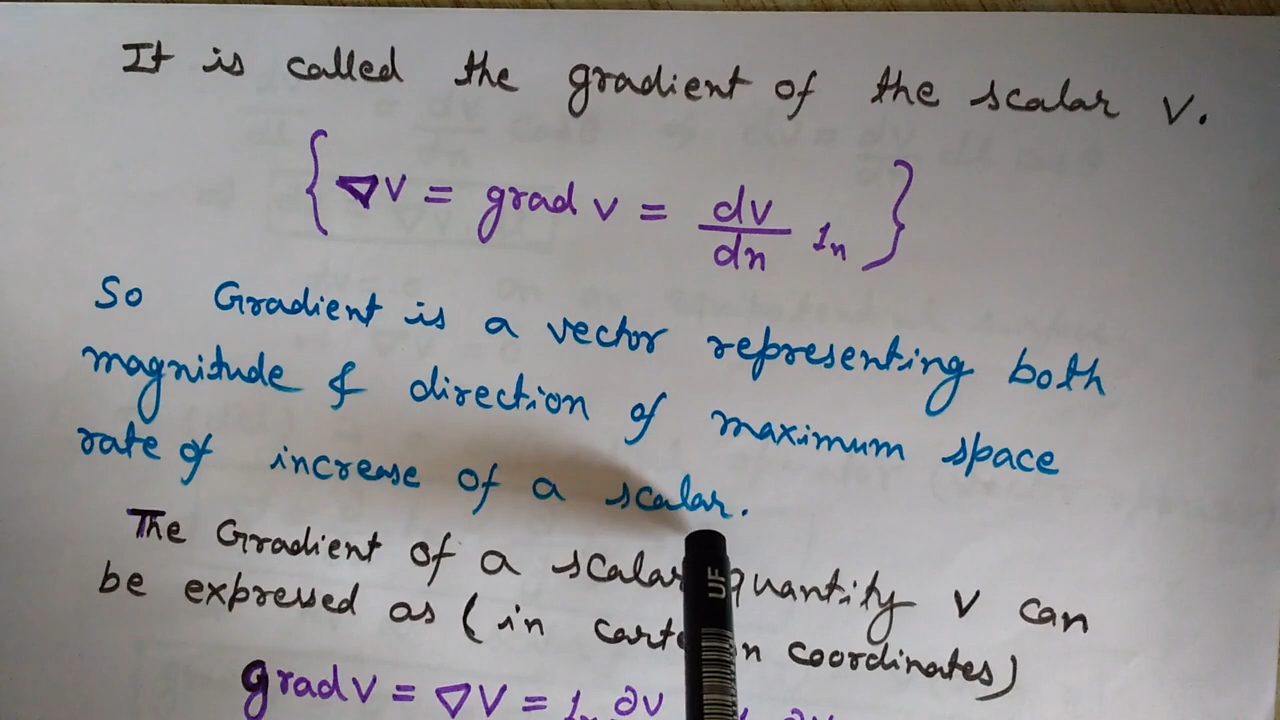 It is called the gradient of the scalar V.
{ ∇V = grad V = dV/dn 1n }
So Gradient is a vector representing both
magnitude & direction of maximum space
rate of increase of a scalar.
The Gradient of a scalar quantity V can
be expressed as (in coordinates)
grad V = ∇V = ∂V ∂V
UF